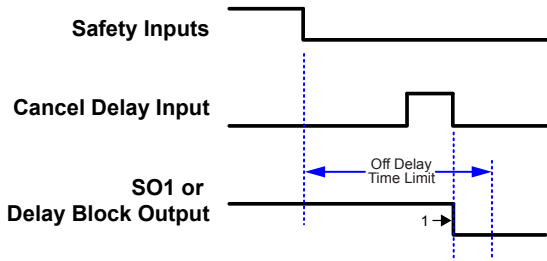 Safety Inputs
Cancel Delay Input
Off Delay
Time Limit
SO1 or
Delay Block Output
1